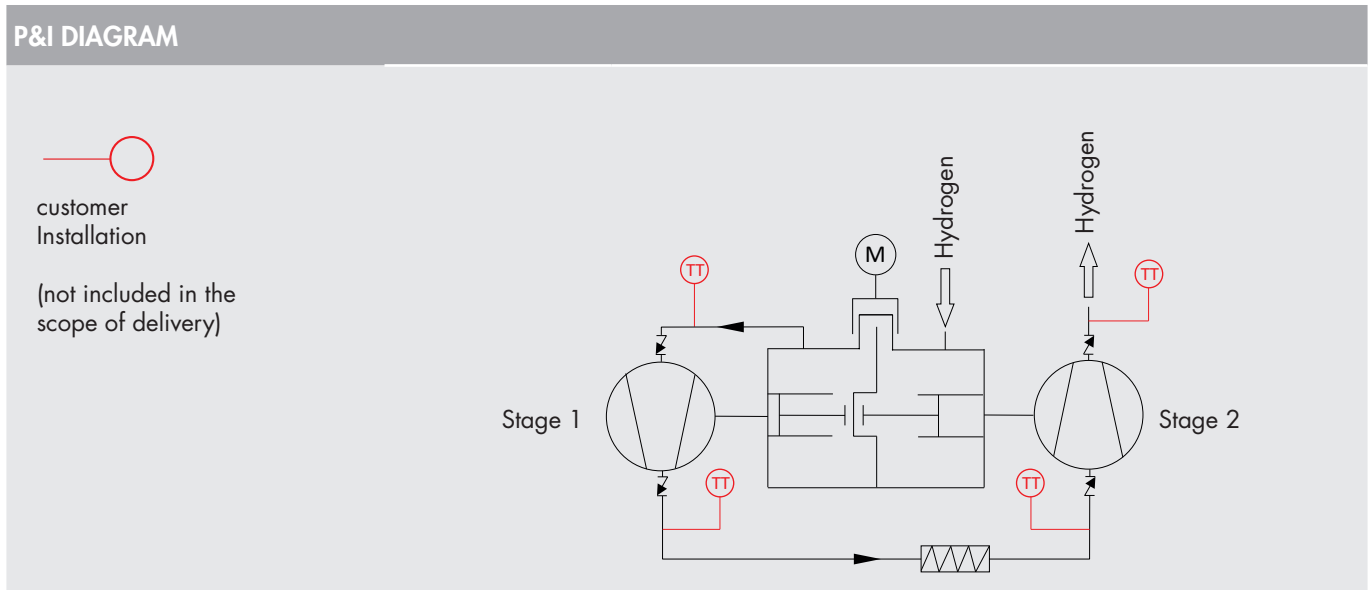 P&I DIAGRAM
customer
Installation
(not included in the
scope of delivery)
Hydrogen
Hydrogen
M
TT
TT
Stage 1
Stage 2
TT
TT